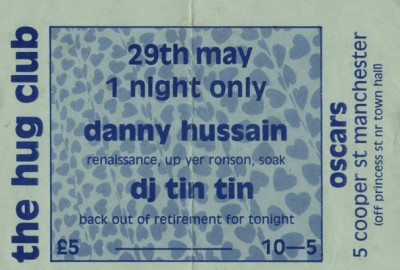 the hug club
29th may
1 night only
danny hussain
renaissance, up yer ronson, soak
dj tin tin
back out of retirement for tonight
£5 10—5
oscars
5 cooper st manchester
(off princess st nr town hall)